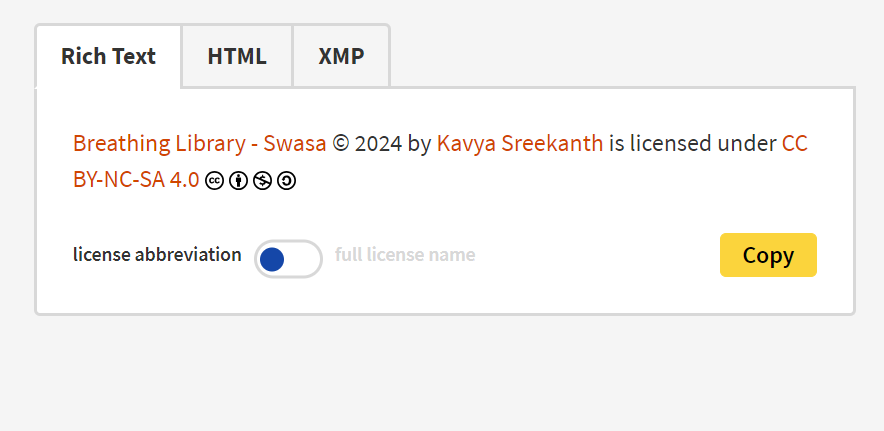 Rich Text HTML XMP
Breathing Library - Swasa © 2024 by Kavya Sreekanth is licensed under CC
BY-NC-SA 4.0
license abbreviation full license name Copy